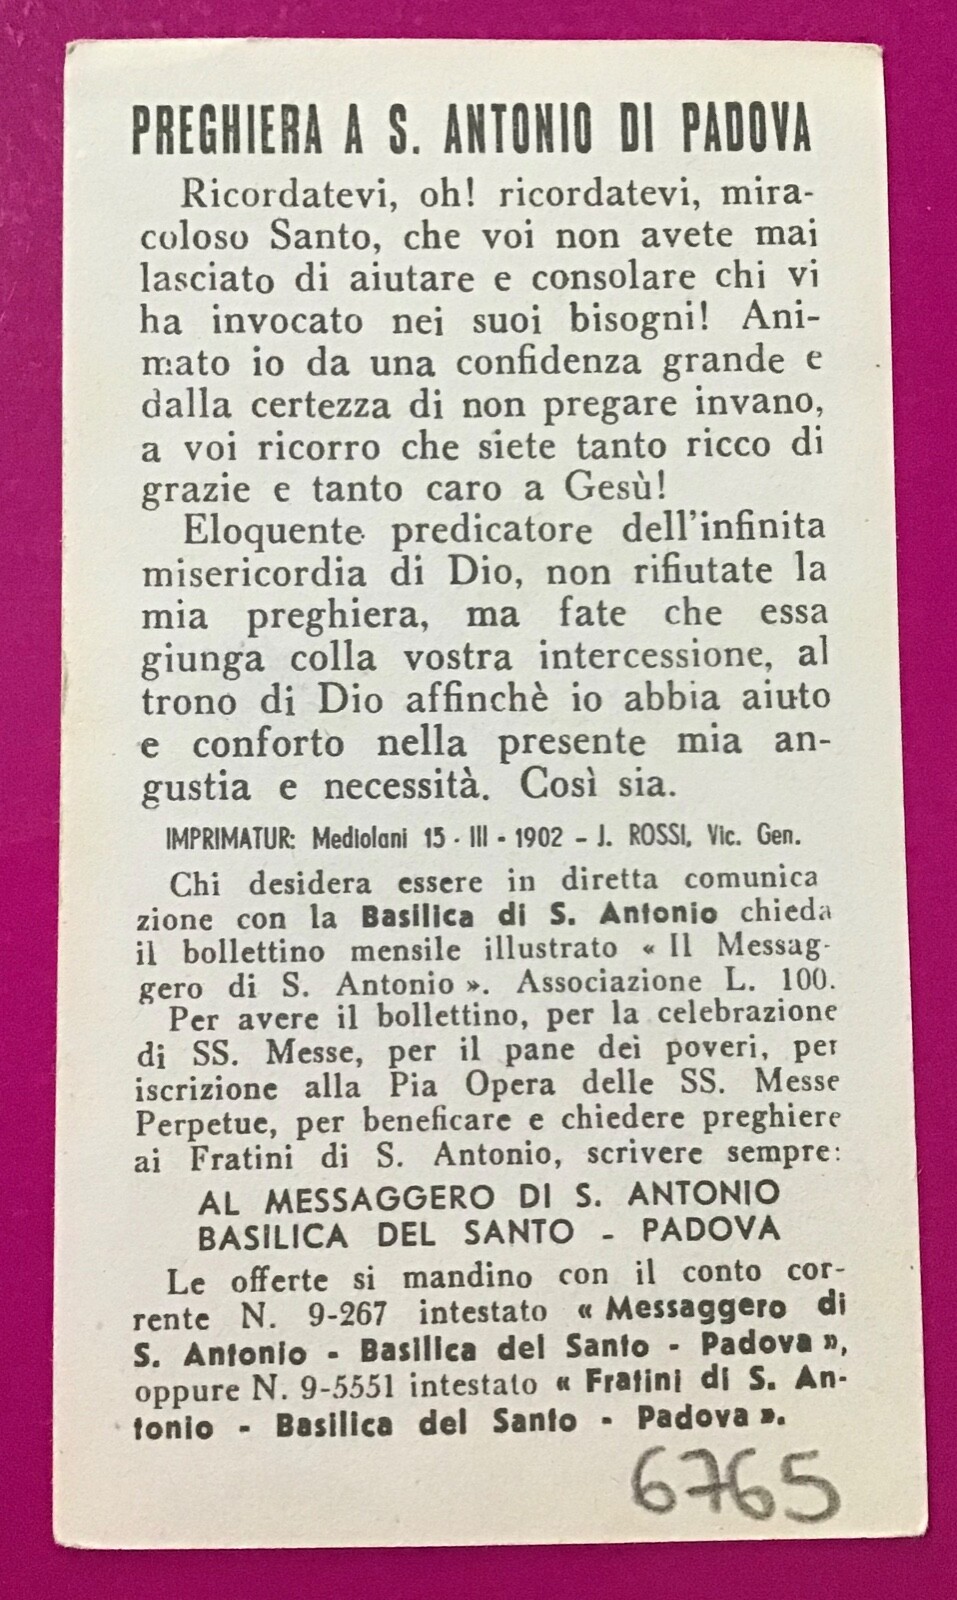 PREGHIERA A S. ANTONIO DI PADOVA
Ricordatevi, oh! ricordatevi, mira-
coloso Santo, che voi non avete mai
lasciato di aiutare e consolare chi vi
ha invocato nei suoi bisogni! Ani-
mato io da una confidenza grande e
dalla certezza di non pregare invano,
a voi ricorro che siete tanto ricco di
grazie e tanto caro a Gesù!
Eloquente predicatore dell'infinita
misericordia di Dio, non rifiutate la
mia preghiera, ma fate che essa
giunga colla vostra intercessione, al
trono di Dio affinchè io abbia aiuto
e conforto nella presente mia an-
gustia e necessità. Così sia.
IMPRIMATUR: Mediolani 15 - III - 1902 - J. ROSSI, Vic. Gen.
Chi desidera essere in diretta comunica
zione con la Basilica di S. Antonio chieda
il bollettino mensile illustrato « Il Messag-
gero di S. Antonio ». Associazione L. 100.
Per avere il bollettino, per la celebrazione
di SS. Messe, per il pane dei poveri, per
iscrizione alla Pia Opera delle SS. Messe
Perpetue, per beneficare e chiedere preghiere
ai Fratini di S. Antonio, scrivere sempre:
AL MESSAGGERO DI S. ANTONIO
BASILICA DEL SANTO - PADOVA
Le offerte si mandino con il conto cor-
rente N. 9-267 intestato « Messaggero di
S. Antonio - Basilica del Santo - Padova »,
oppure N. 9-5551 intestato « Fratini di S. An-
tonio - Basilica del Santo - Padova ».
6765